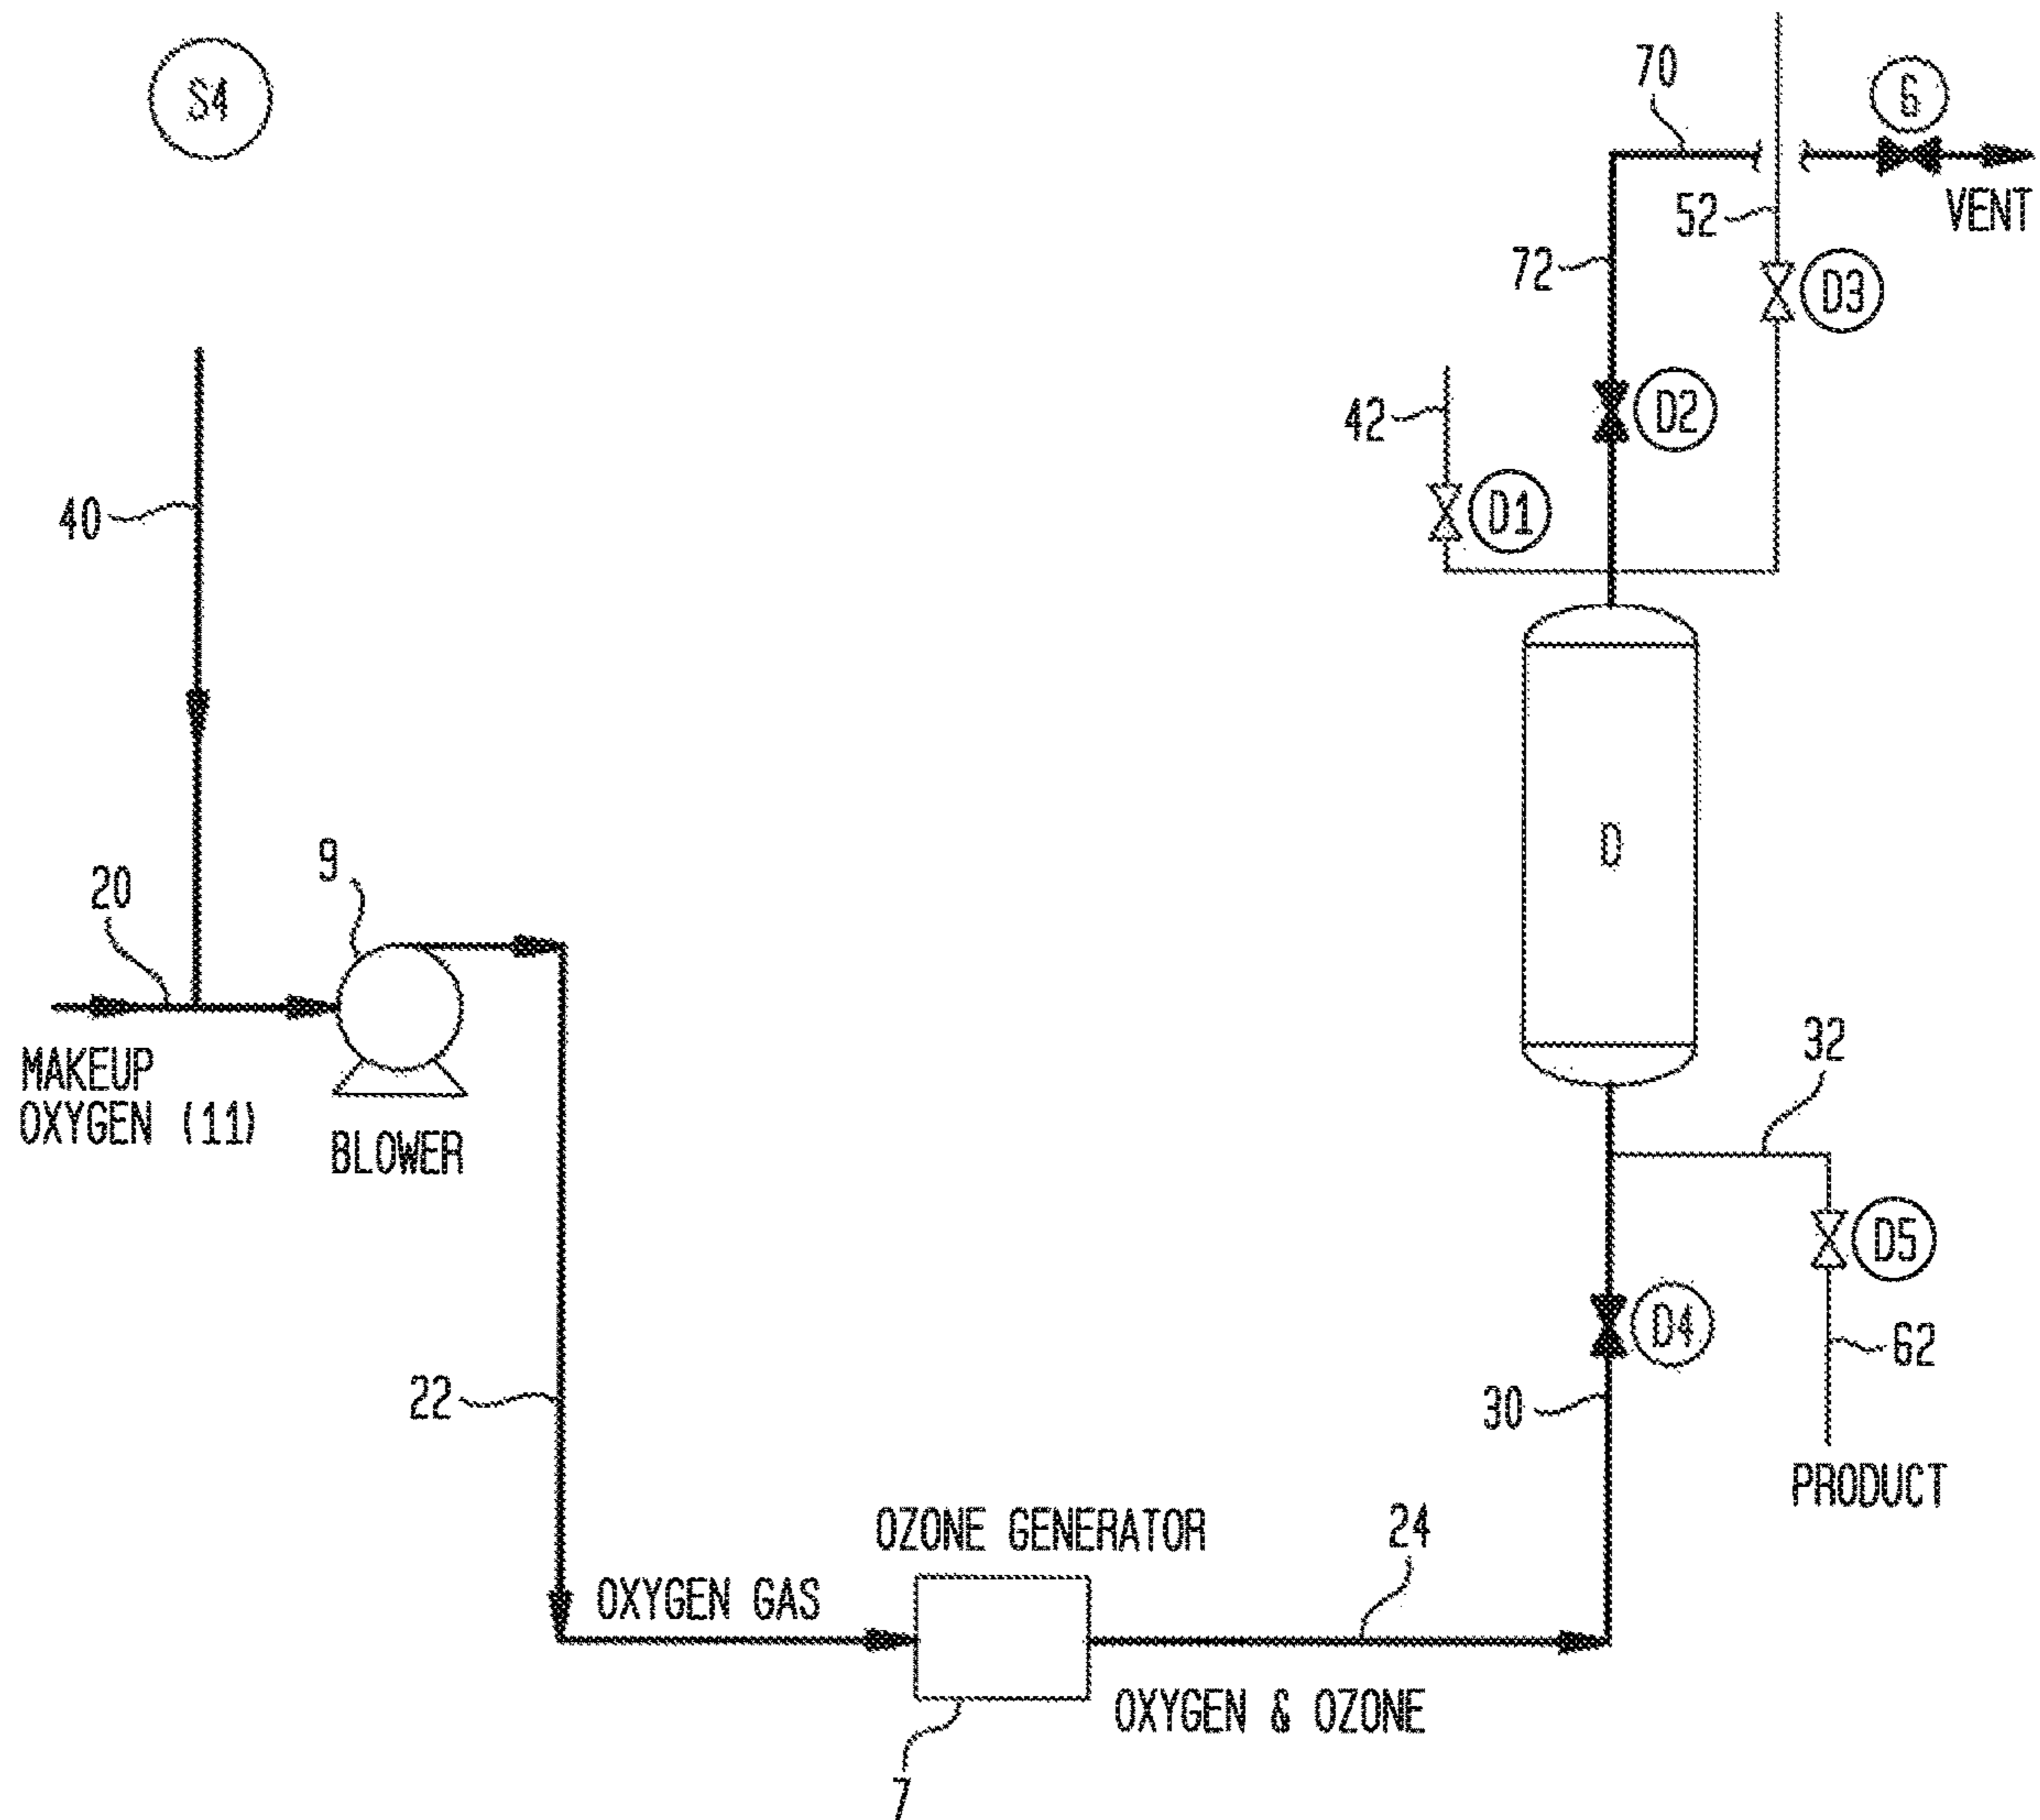 S4
70
G
VENT
52
72
D3
D2
42
D1
40
D
9
20
32
MAKEUP
OXYGEN (11)
BLOWER
D5
D4
62
22
30
PRODUCT
24
OZONE GENERATOR
OXYGEN GAS
OXYGEN & OZONE
7